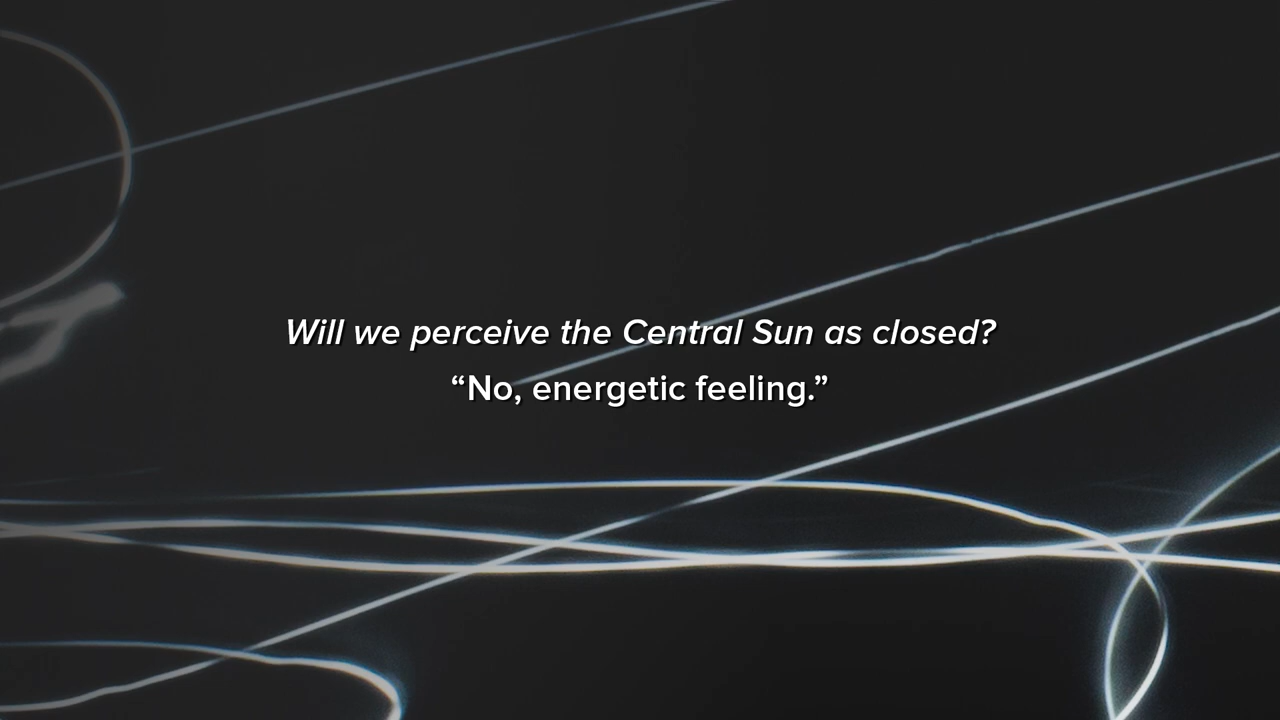 Will we perceive the Central Sun as closed?
“No, energetic feeling.”